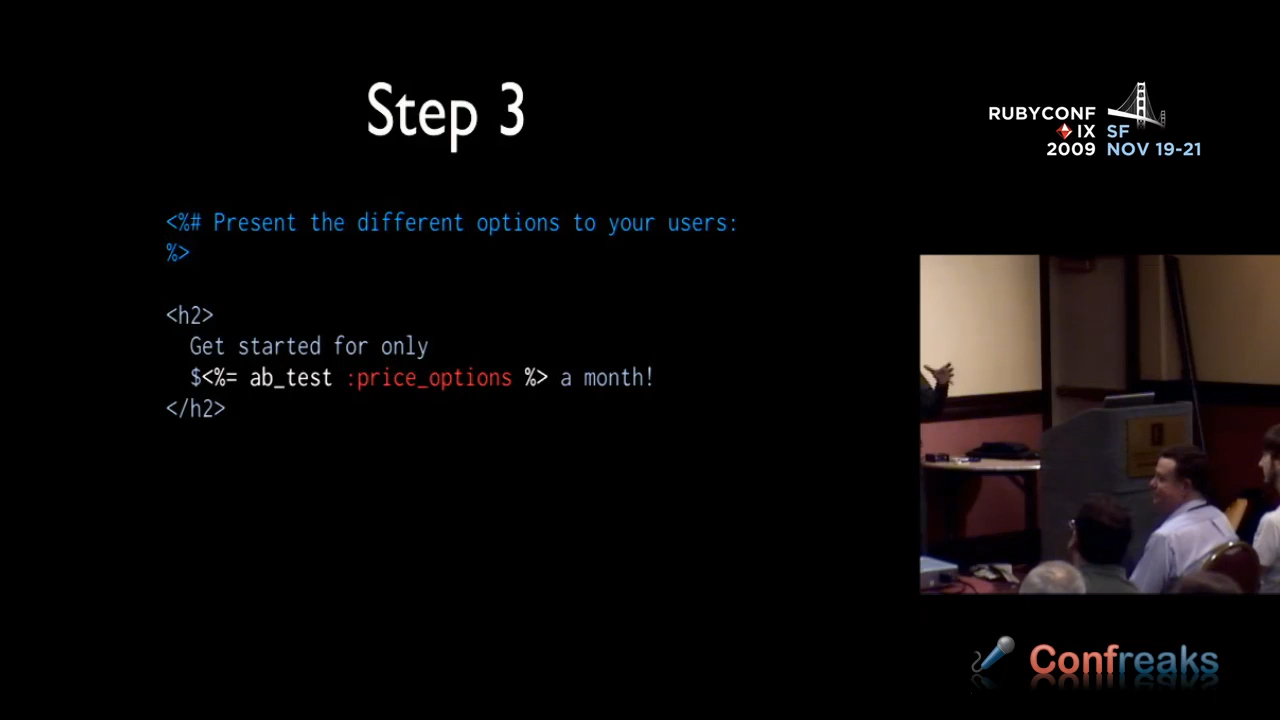 Step 3
<%# Present the different options to your users:
%>
<h2>
Get started for only
$<%= ab_test :price_options %> a month!
</h2>
RUBYCONF
IX SF
2009 NOV 19-21
Confreaks